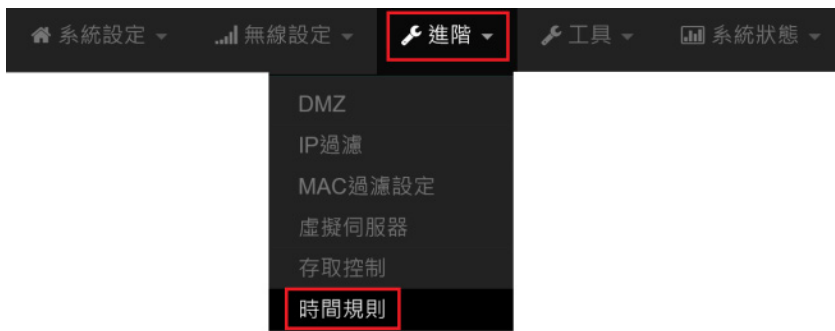 系統設定 無線設定 進階 工具 系統狀態
DMZ
IP過濾
MAC過濾設定
虛擬伺服器
存取控制
時間規則